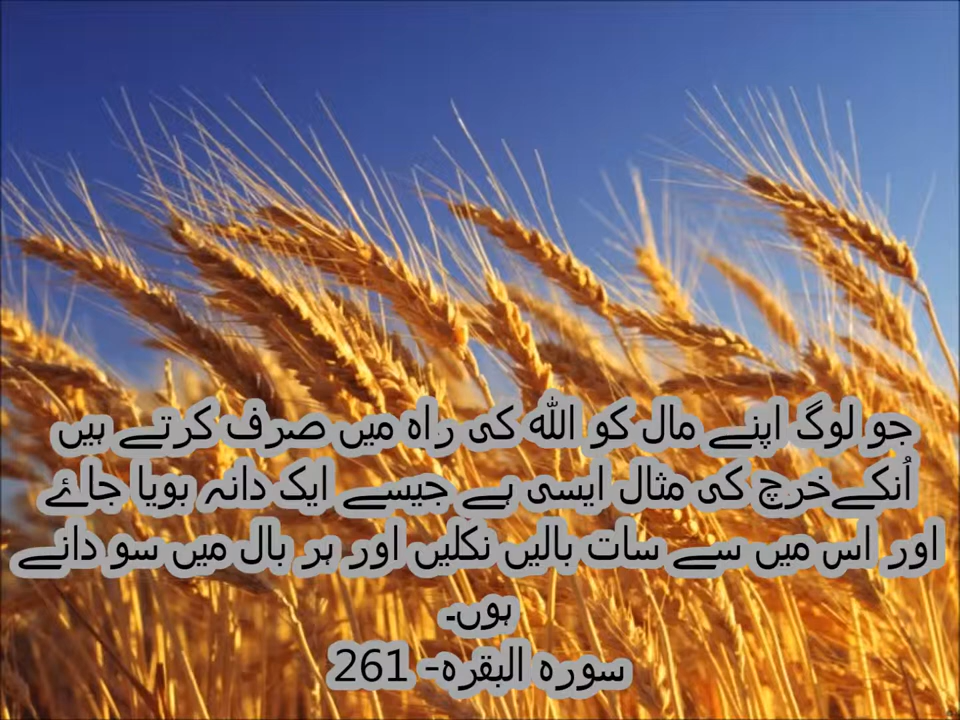 جو لوگ اپنے مال کو اللہ کی راہ میں صرف کرتے ہیں
اُنکےخرچ کی مثال ایسی ہے جیسے ایک دانہ بویا جاۓ
اور اس میں سے سات بالیں نکلیں اور ہر بال میں سو دانے
ہوں۔
سورہ البقرہ- 261